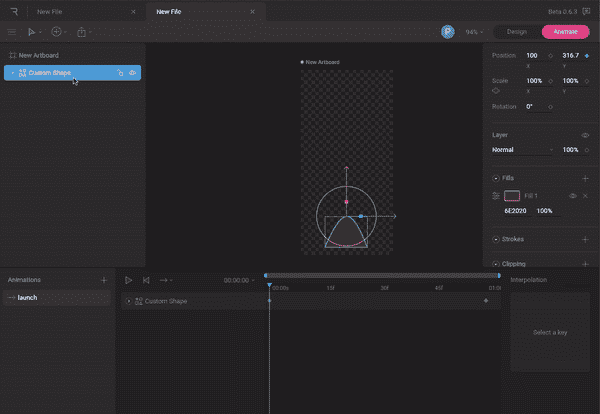 New File × New File × Beta 0.6.3
P 94% Design Animate
New Artboard
Custom Shape
New Artboard
Position 100 316.7
X Y
Scale 100% 100%
X Y
Rotation 0°
Layer
Normal 100%
Fills
Fill 1
6E2020 100%
Strokes
Clipping
Animations 00:00:00 Interpolation
launch
00:00s 15f 30f 45f 01:0
Custom Shape
Select a key